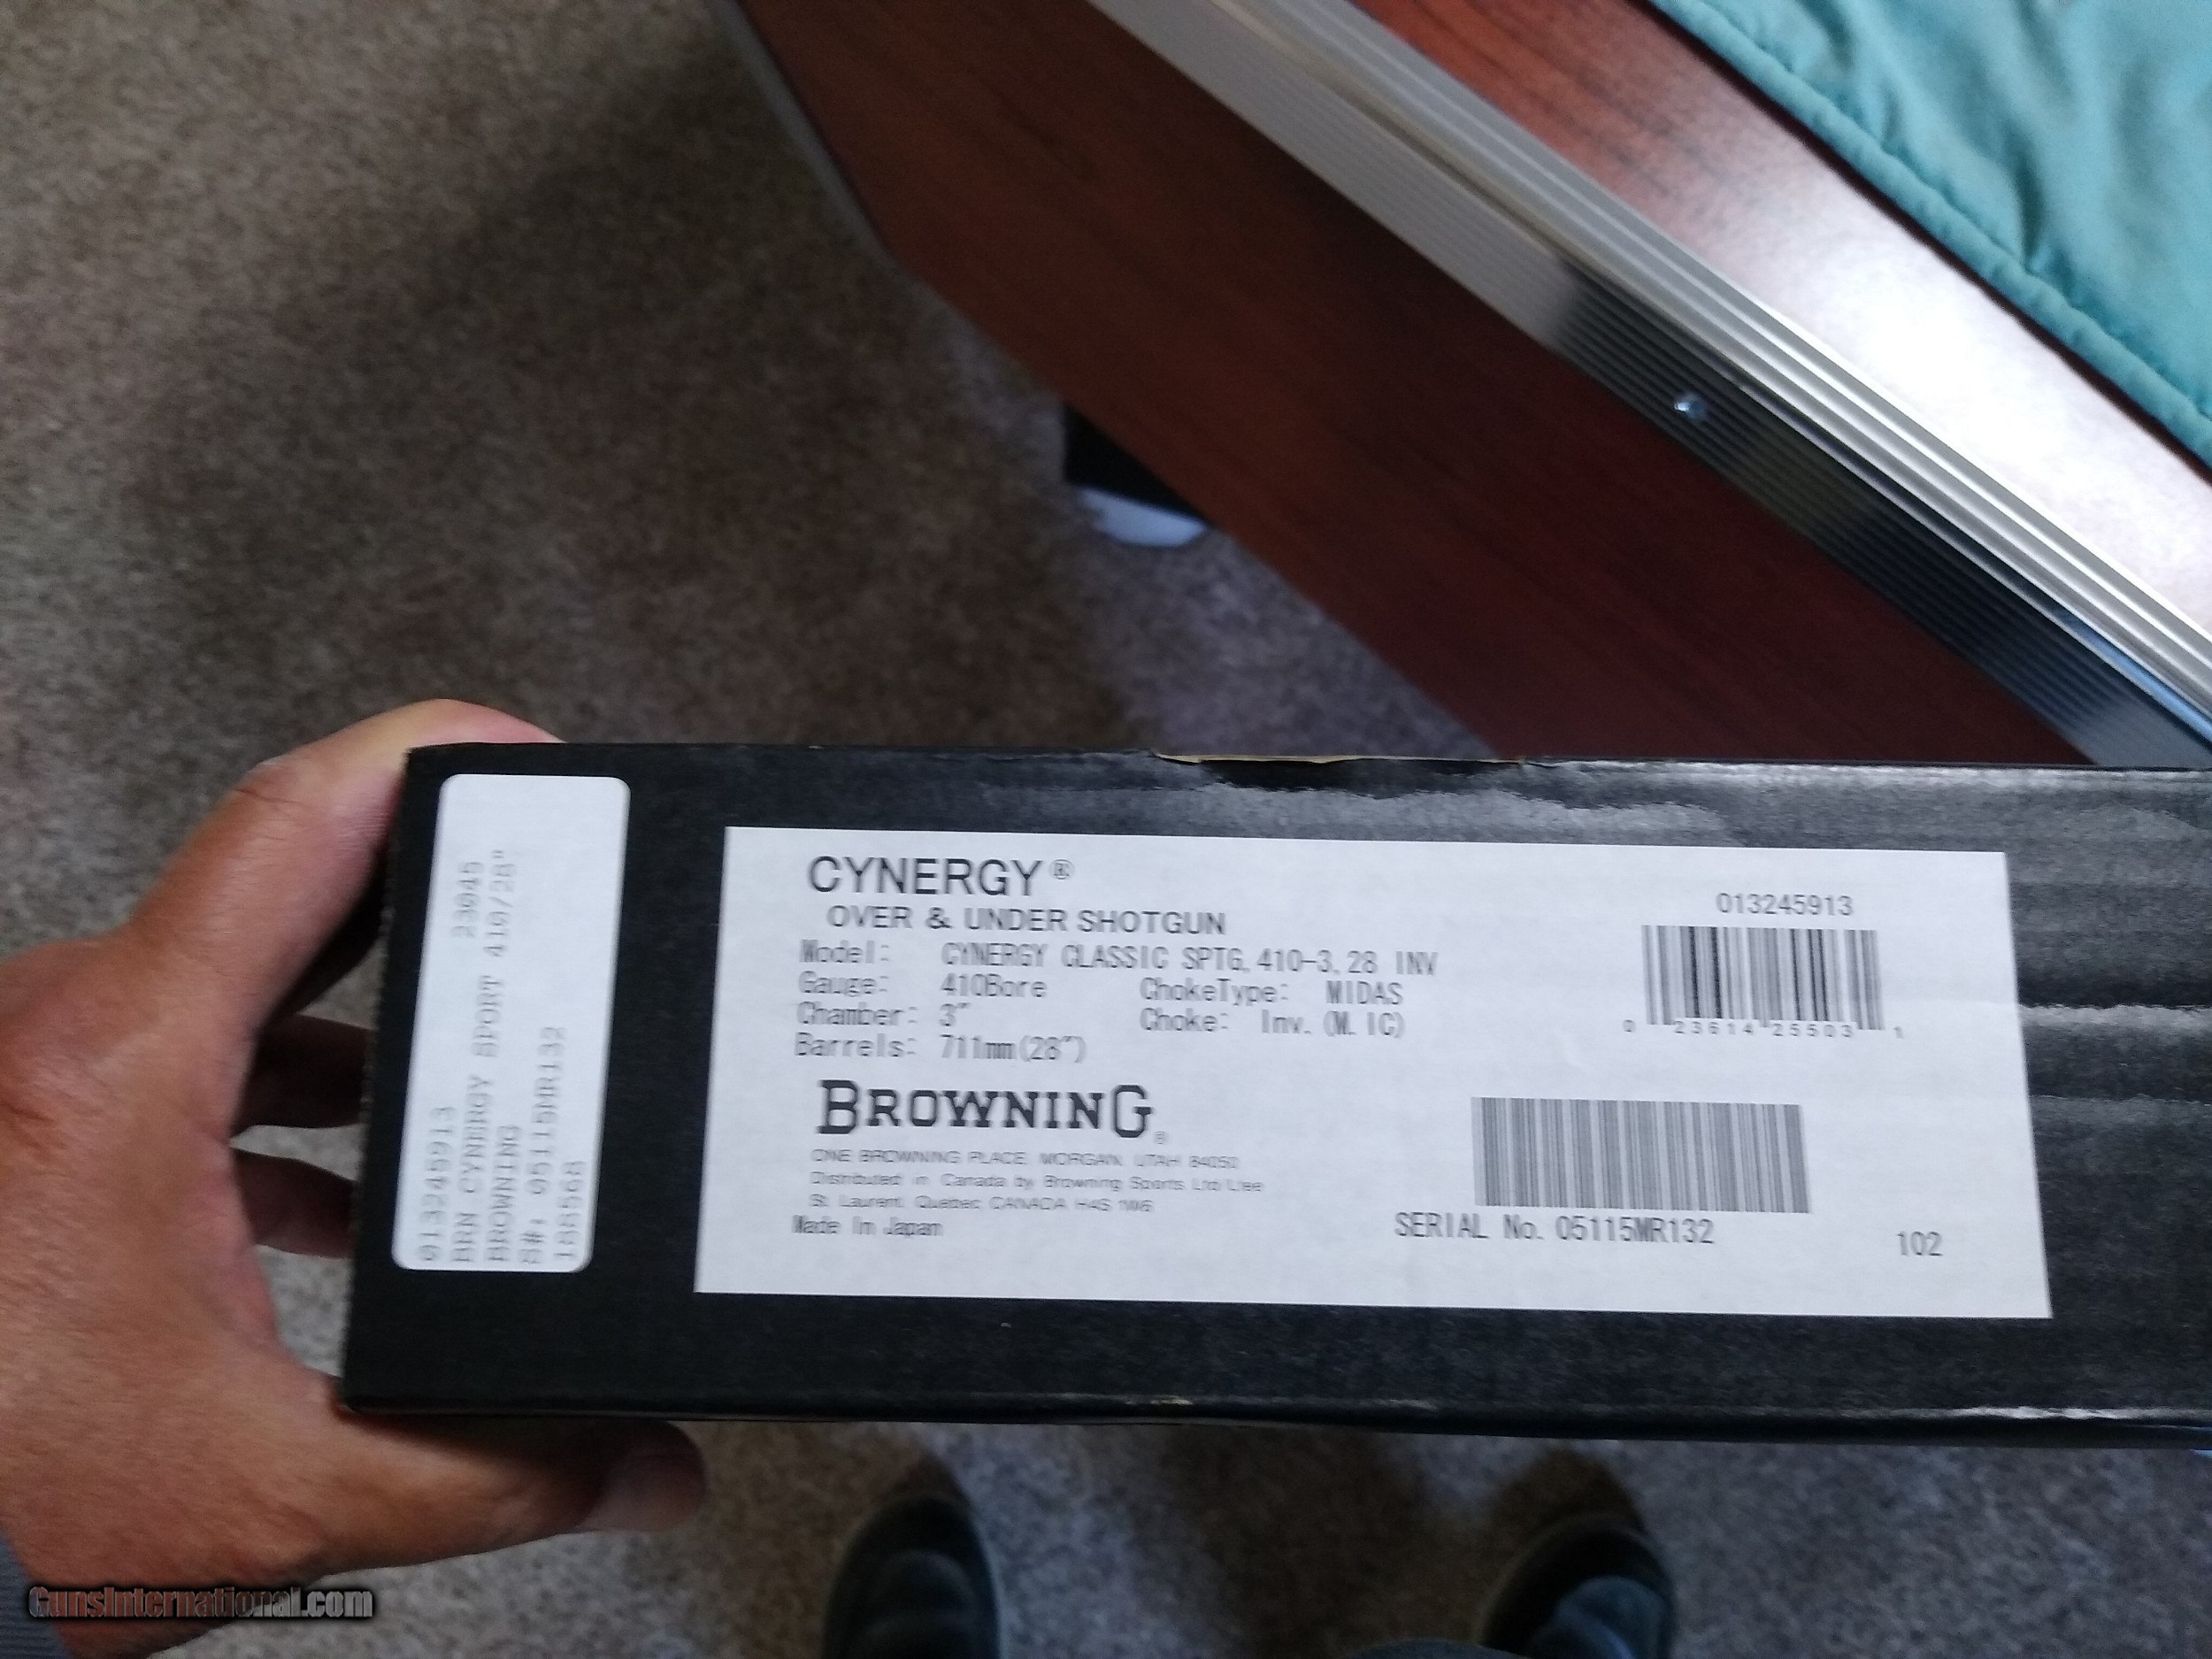 013245913 23045
BRN CYNERGY SPORT 410/28"
BROWNING
S#: 05115MR132
188568
CYNERGY®
OVER & UNDER SHOTGUN
Model: CYNERGY CLASSIC SPTG, 410-3, 28 INV
Gauge: 410Bore ChokeType: MIDAS
Chamber: 3" Choke: Inv. (M. IC)
Barrels: 711mm(28")
013245913
0 23614 25503 1
BROWNING®
ONE BROWNING PLACE, MORGAN, UTAH 84050
Distributed in Canada by Browning Sports Ltd/Ltee
St. Laurent, Quebec CANADA H4S 1W6
Made In Japan
SERIAL No. 05115MR132
102
GunsInternational.com